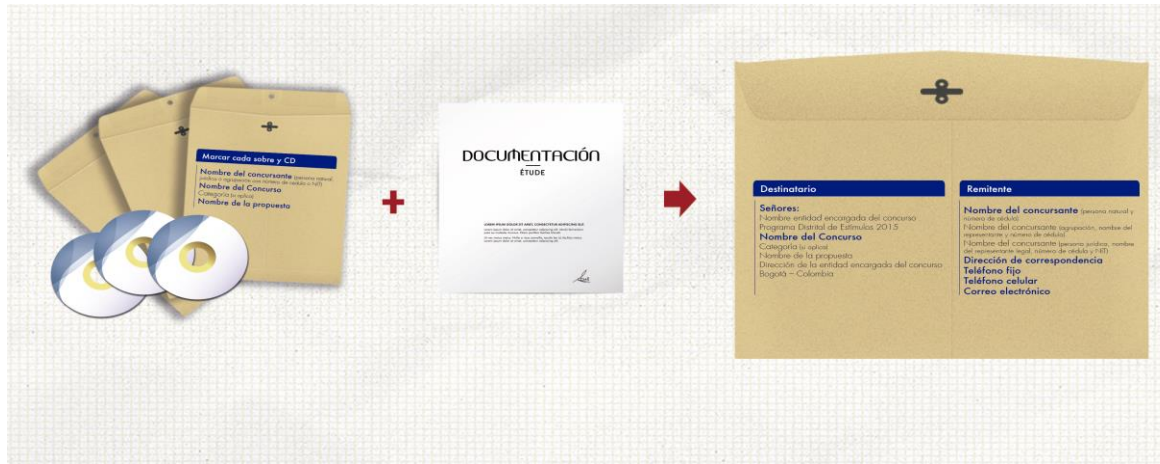 Marcar cada sobre y CD
Nombre del concursante (persona natural,
jurídica o agrupación con número de cédula o NIT)
Nombre del Concurso
Categoría (si aplica)
Nombre de la propuesta
DOCUMENTACIÓN
ÉTUDE
Destinatario
Señores:
Nombre entidad encargada del concurso
Programa Distrital de Estímulos 2015
Nombre del Concurso
Categoría (si aplica)
Nombre de la propuesta
Dirección de la entidad encargada del concurso
Bogotá – Colombia
Remitente
Nombre del concursante (persona natural y
número de cédula)
Nombre del concursante (agrupación, nombre del
representante y número de cédula)
Nombre del concursante (persona jurídica, nombre
del representante legal, número de cédula y NIT)
Dirección de correspondencia
Teléfono fijo
Teléfono celular
Correo electrónico